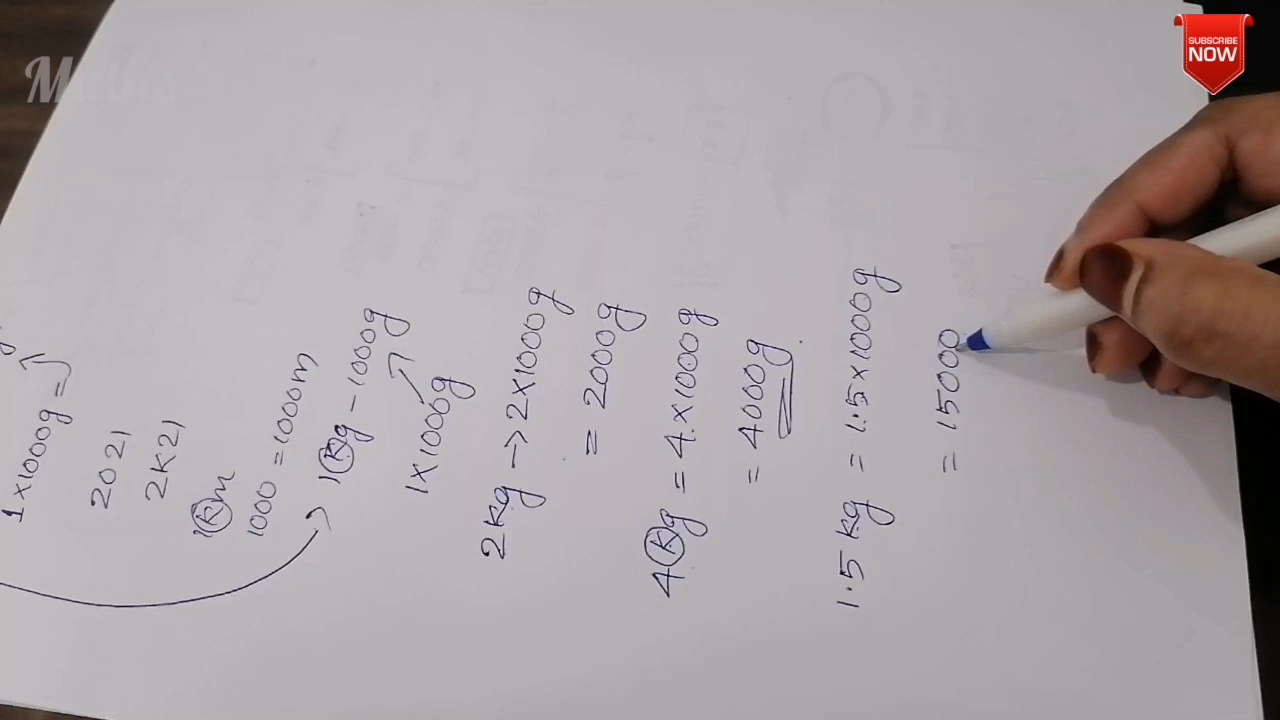 SUBSCRIBE
NOW
1×1000g =
2021
2K21
1Km
1000 = 1000m
1Kg - 1000g
1×1000g
2kg → 2×1000g
= 2000g
4Kg = 4×1000g
= 4000g
1.5 kg = 1.5×1000g
= 15000